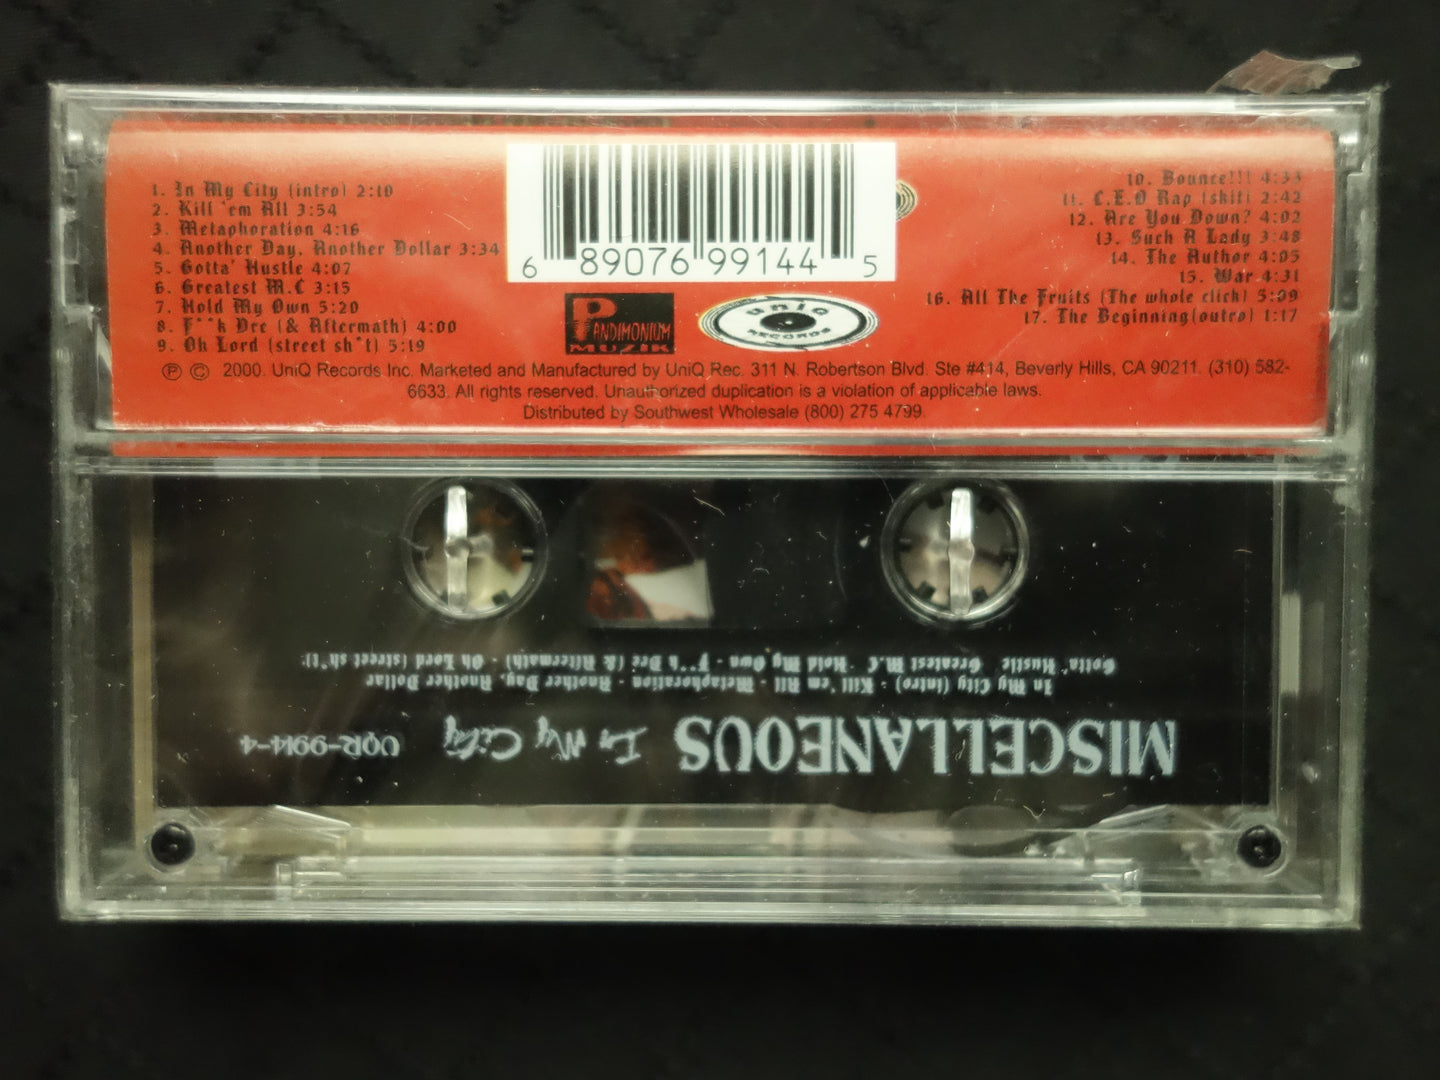 1. In My City (intro) 2:10
2. Kill 'em All 3:54
3. Metaphoration 4:16
4. Another Day, Another Dollar 3:34
5. Gotta' Hustle 4:07
6. Greatest M.C 3:15
7. Hold My Own 5:20
8. F**k Dre (& Aftermath) 4:00
9. Oh Lord (street sh*t) 5:19
6 89076 99144 5
10. Bounce!!! 4:33
11. C.E.O Rap (skit) 2:42
12. Are You Down? 4:02
13. Such A Lady 3:48
14. The Author 4:05
15. War 4:31
16. All The Fruits (The whole click) 5:09
17. The Beginning(outro) 1:17
PANDIMONIUM
MUZIK
uniQ
RECORDS
Ⓟ © 2000. UniQ Records Inc. Marketed and Manufactured by UniQ Rec. 311 N. Robertson Blvd. Ste #414, Beverly Hills, CA 90211. (310) 582-
6633. All rights reserved. Unauthorized duplication is a violation of applicable laws.
Distributed by Southwest Wholesale (800) 275 4799.
MISCELLANEOUS In My City UQR-9914-4
In My City (intro) - Kill 'em All - Metaphoration - Another Day, Another Dollar
Gotta' Hustle Greatest M.C - Hold My Own - F**k Dre (& Aftermath) - Oh Lord (street sh*t)